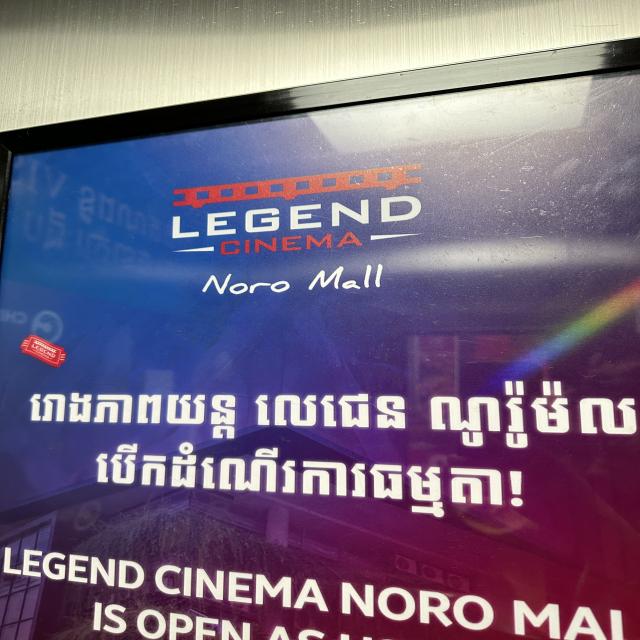 LEGEND
CINEMA
Noro Mall
រោងភាពយន្ត លេជេន ណូរ៉ូម៉ល
បើកដំណើរការធម្មតា!
LEGEND CINEMA NORO MAL
IS OPEN AS